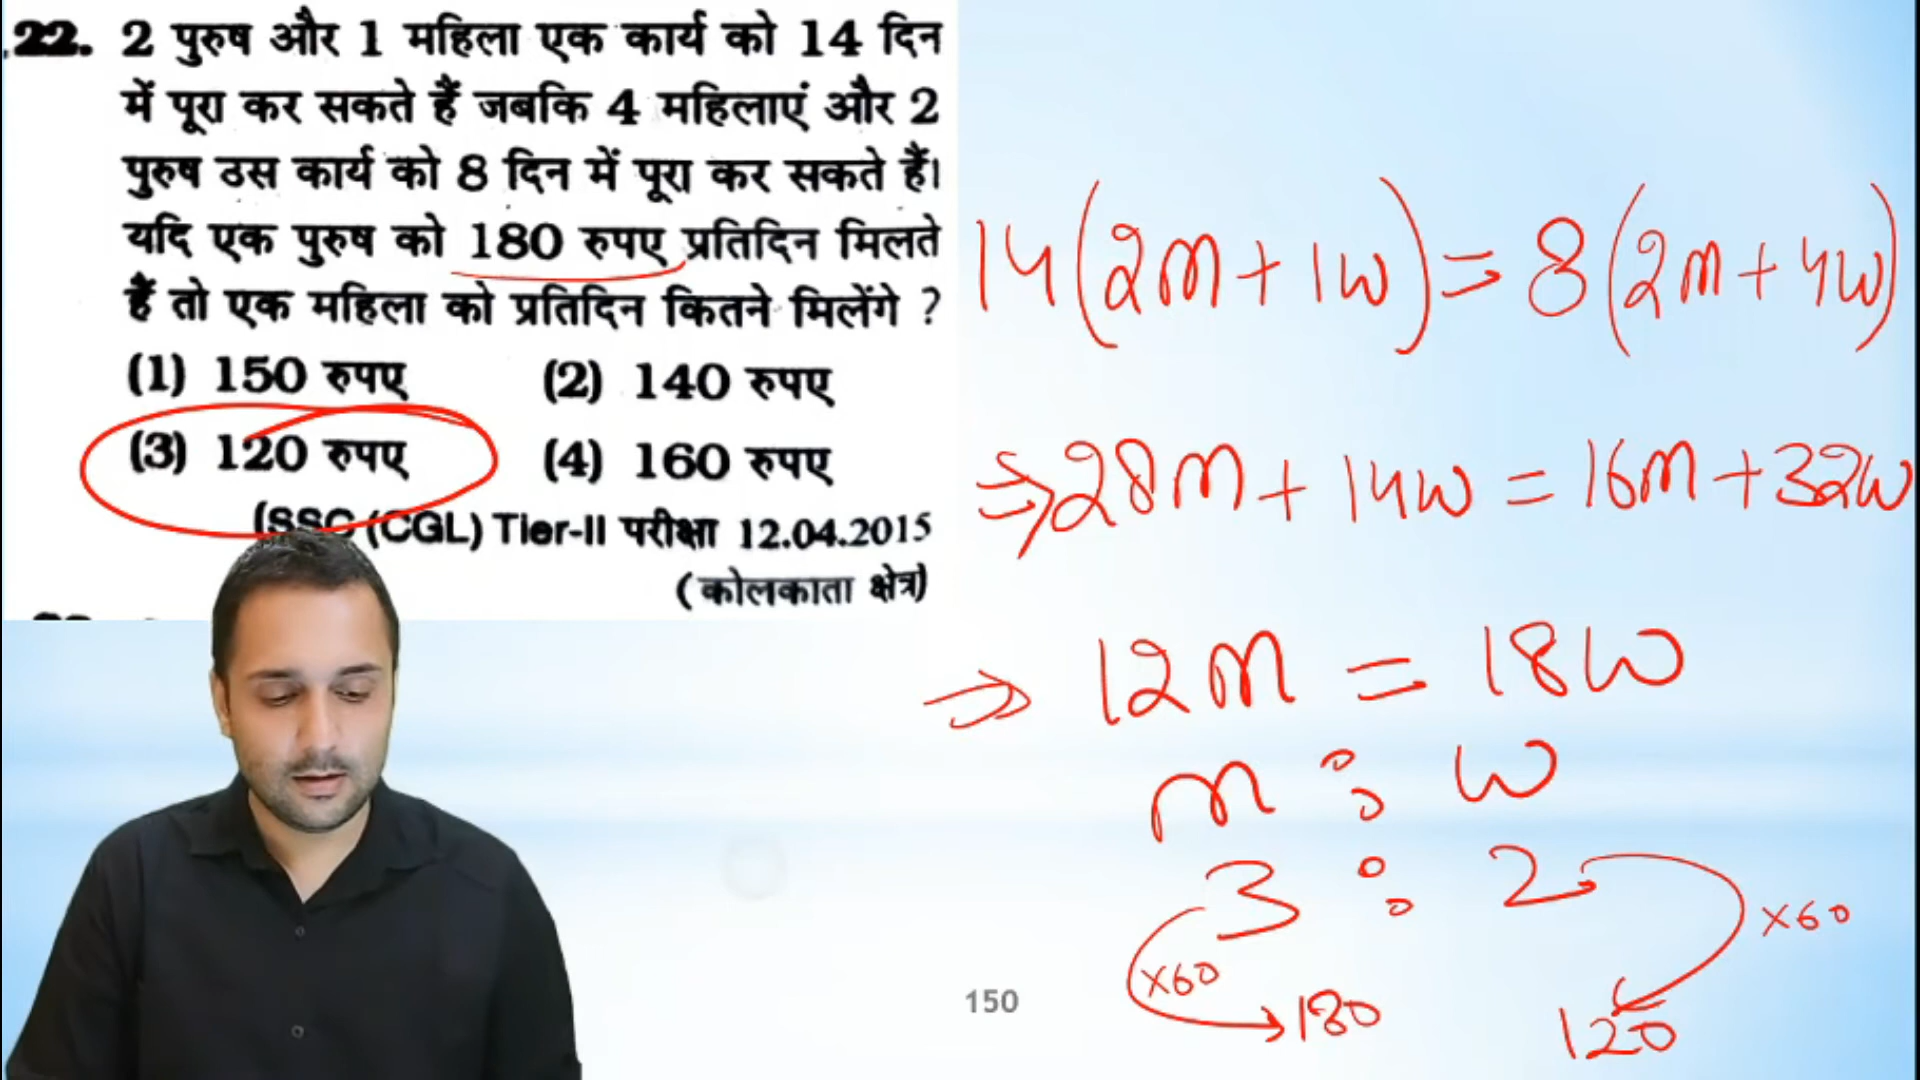 22. 2 पुरुष और 1 महिला एक कार्य को 14 दिन
में पूरा कर सकते हैं जबकि 4 महिलाएं और 2
पुरुष उस कार्य को 8 दिन में पूरा कर सकते हैं।
यदि एक पुरुष को 180 रुपए प्रतिदिन मिलते
हैं तो एक महिला को प्रतिदिन कितने मिलेंगे ?
(1) 150 रुपए (2) 140 रुपए
(3) 120 रुपए (4) 160 रुपए
(SSC (CGL) Tier-II परीक्षा 12.04.2015
(कोलकाता क्षेत्र)
14(2m+1w) = 8(2m+4w)
⇒ 28m + 14w = 16m + 32w
⇒ 12m = 18w
m : w
3 : 2
×60 ×60
→180 120
150